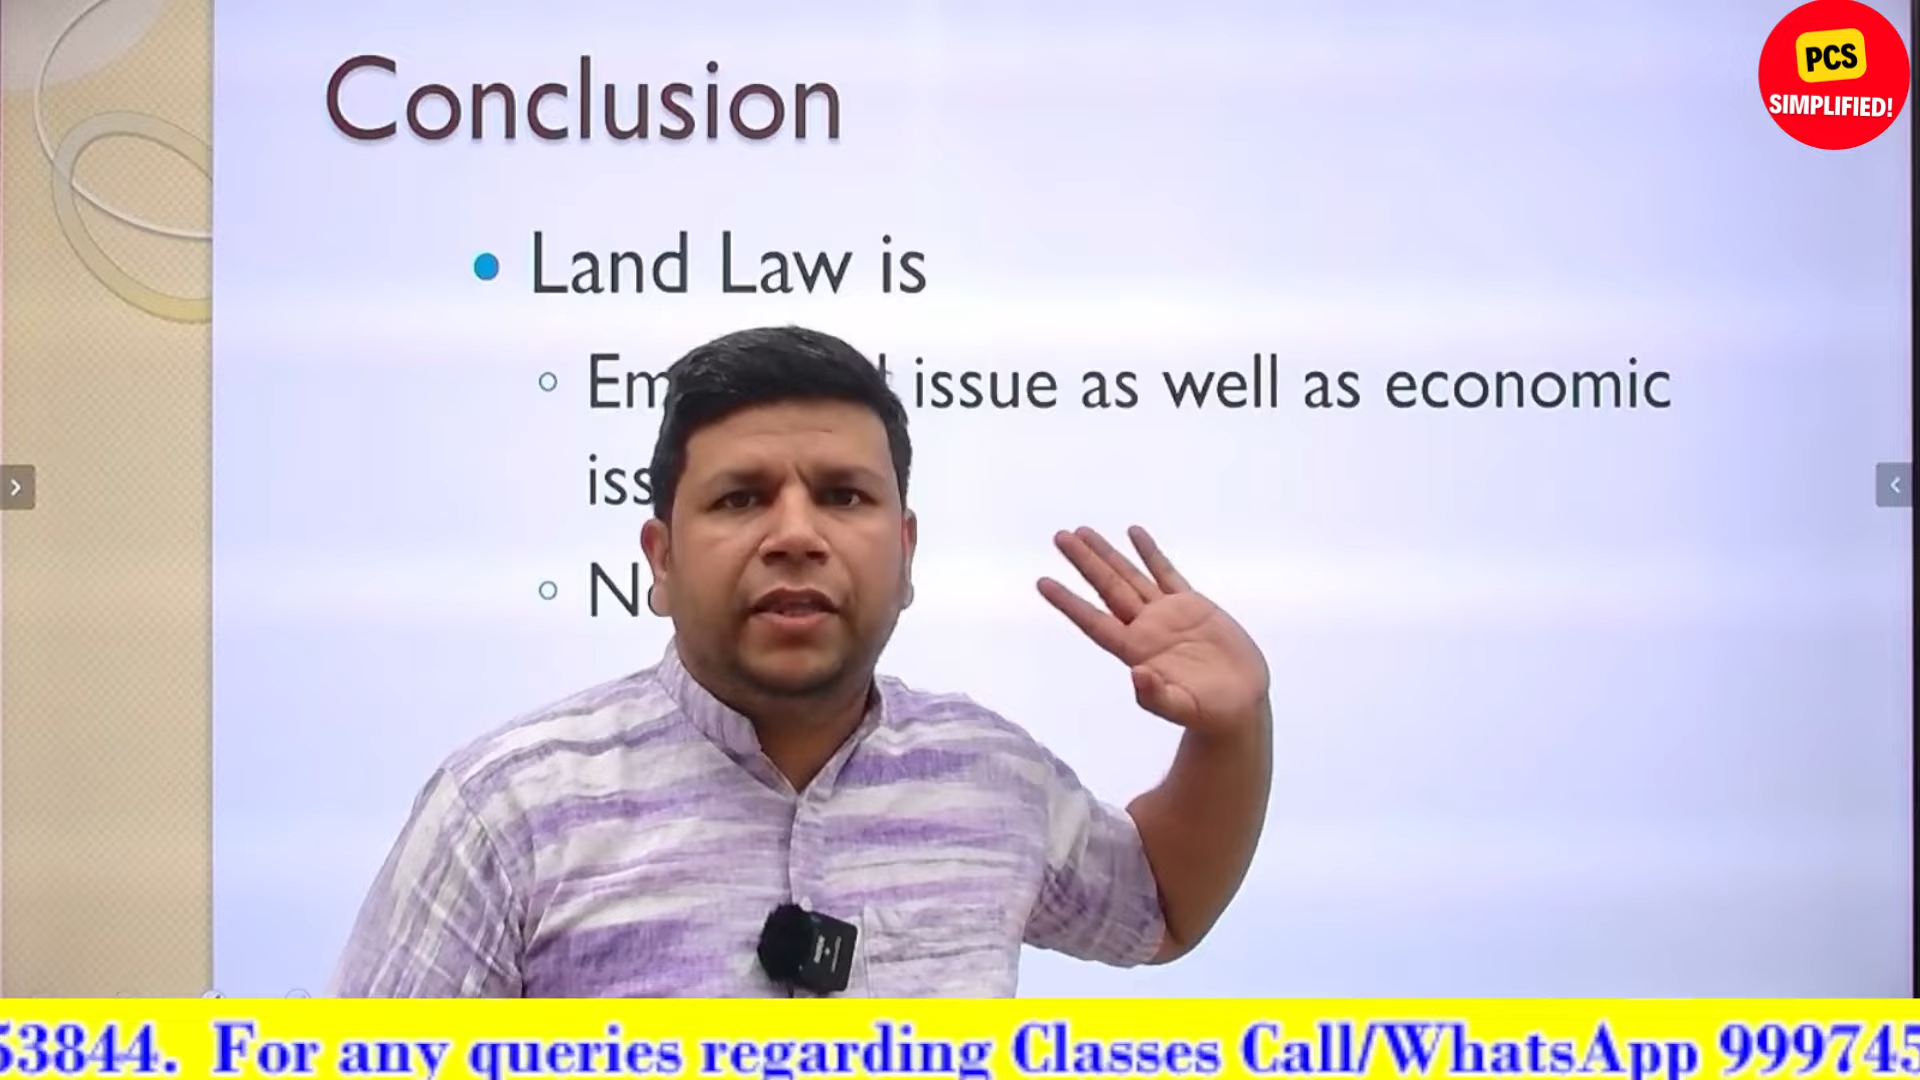 Conclusion
PCS
SIMPLIFIED!
Land Law is
issue as well as economic
53844. For any queries regarding Classes Call/WhatsApp 999745